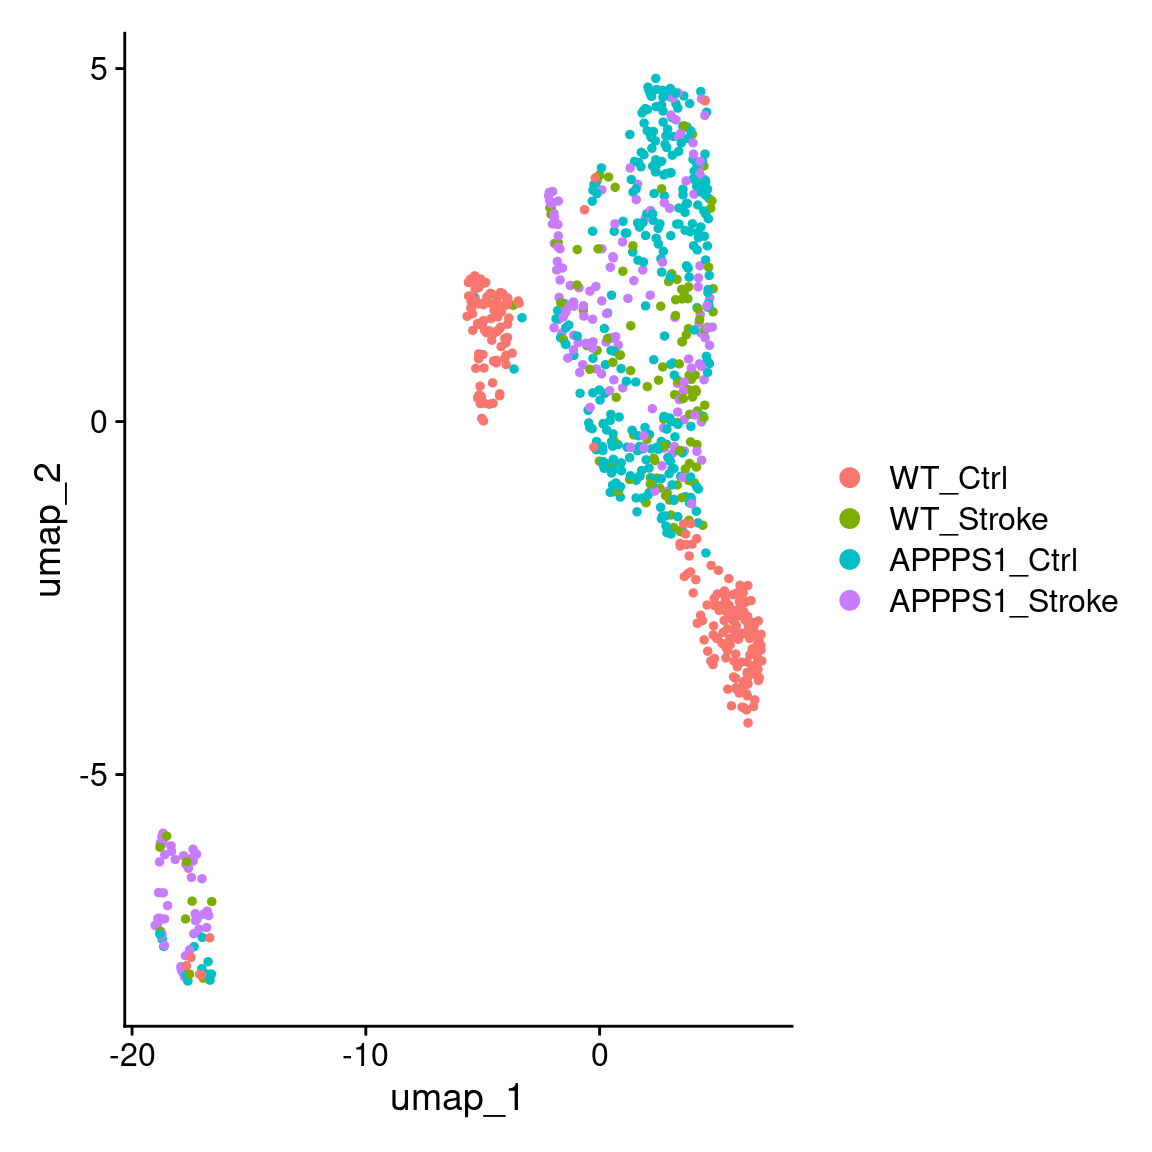 5
0
-5
umap_2
-20
-10
0
umap_1
WT_Ctrl
WT_Stroke
APPPS1_Ctrl
APPPS1_Stroke